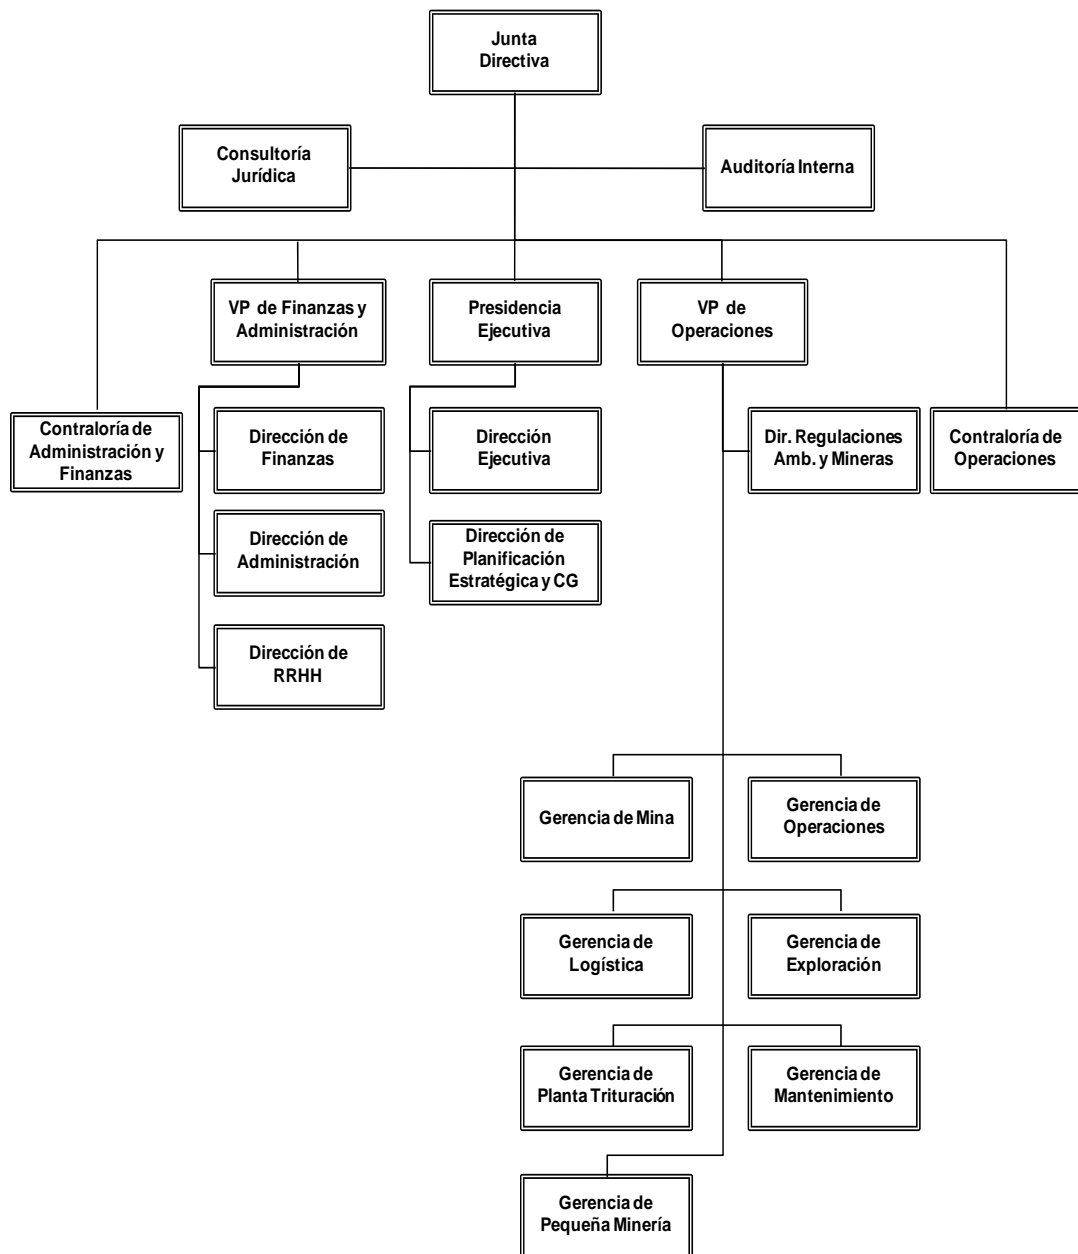 Junta
Directiva
Consultoría
Jurídica
Auditoría Interna
VP de Finanzas y
Administración
Presidencia
Ejecutiva
VP de
Operaciones
Contraloría de
Administración y
Finanzas
Dirección de
Finanzas
Dirección
Ejecutiva
Dir. Regulaciones
Amb. y Mineras
Contraloría de
Operaciones
Dirección de
Administración
Dirección de
Planificación
Estratégica y CG
Dirección de
RRHH
Gerencia de Mina
Gerencia de
Operaciones
Gerencia de
Logística
Gerencia de
Exploración
Gerencia de
Planta Trituración
Gerencia de
Mantenimiento
Gerencia de
Pequeña Minería